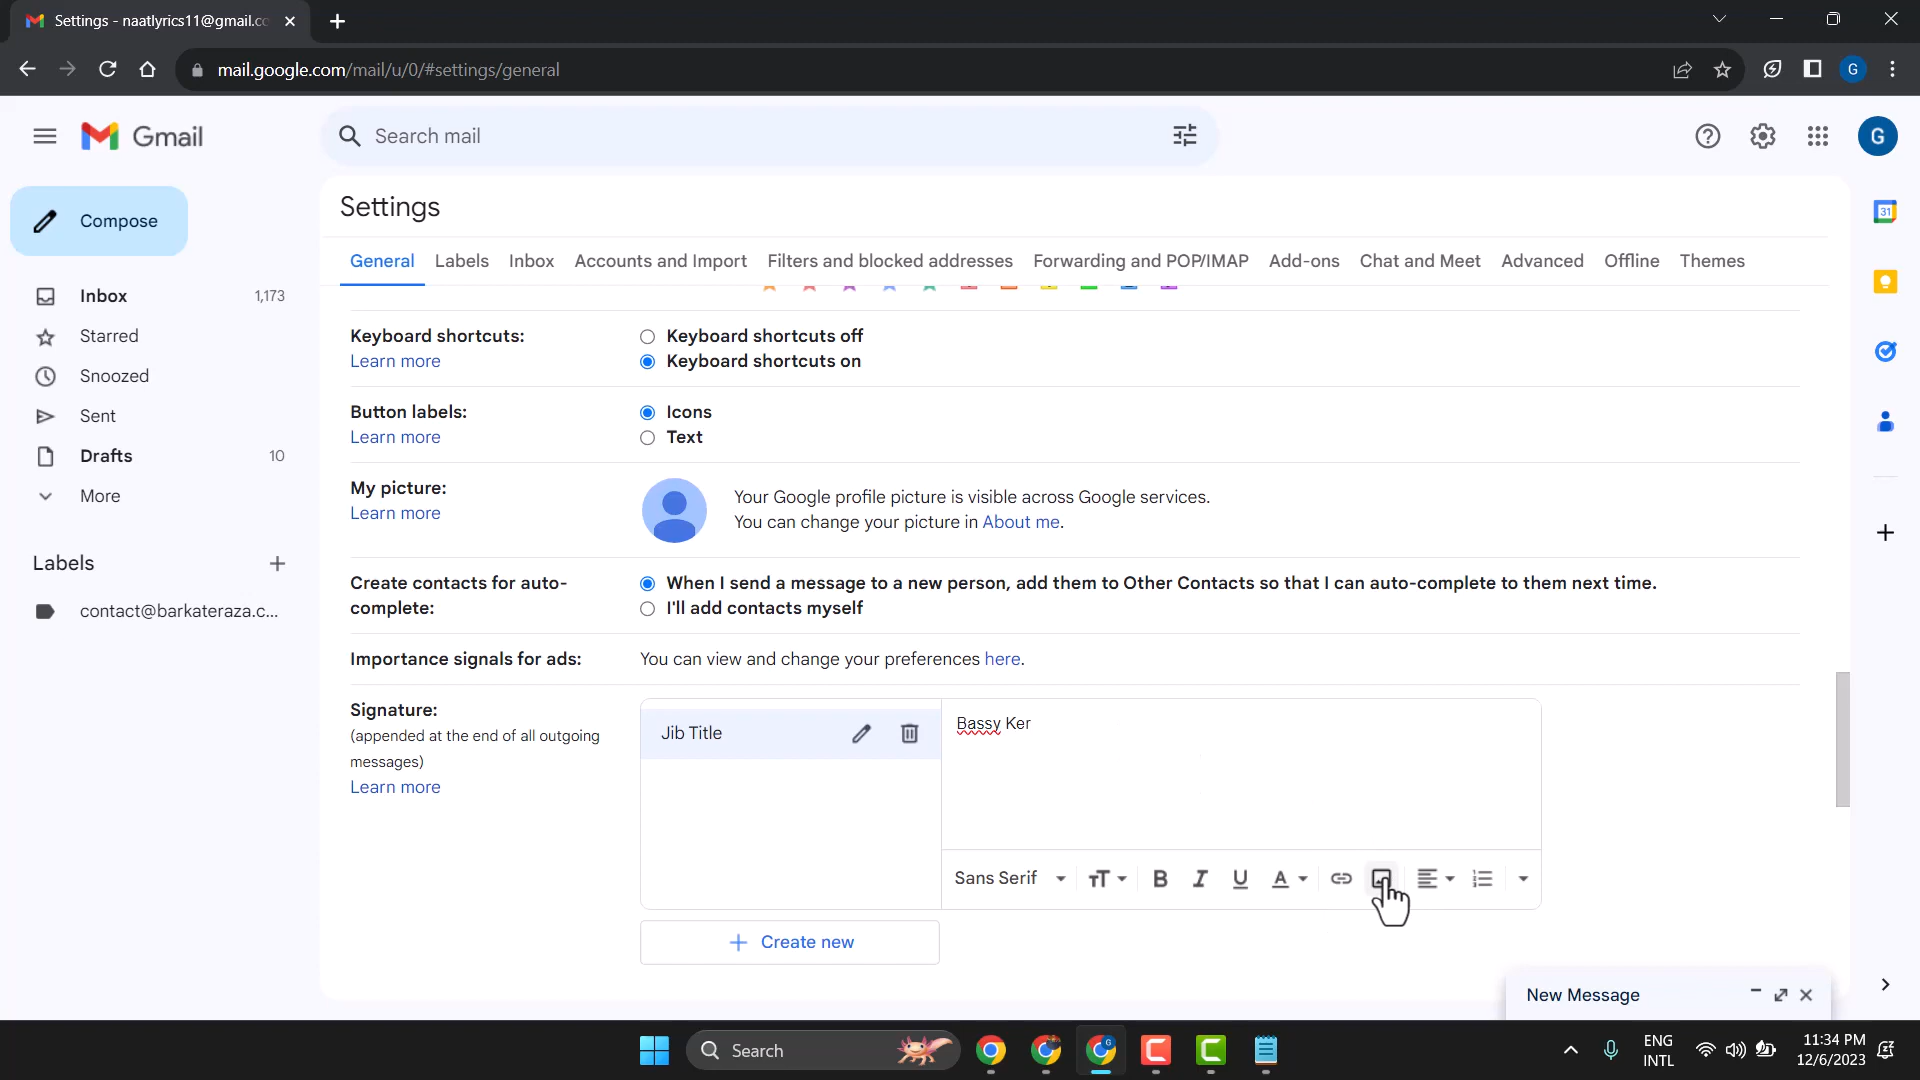 Settings - naatlyrics11@gmail.co
mail.google.com/mail/u/0/#settings/general
G
Gmail
Search mail
G
Compose
Inbox 1,173
Starred
Snoozed
Sent
Drafts 10
More
Labels
contact@barkateraza.c...
Settings
General Labels Inbox Accounts and Import Filters and blocked addresses Forwarding and POP/IMAP Add-ons Chat and Meet Advanced Offline Themes
Keyboard shortcuts:
Learn more
Keyboard shortcuts off
Keyboard shortcuts on
Button labels:
Learn more
Icons
Text
My picture:
Learn more
Your Google profile picture is visible across Google services.
You can change your picture in About me.
Create contacts for auto-
complete:
When I send a message to a new person, add them to Other Contacts so that I can auto-complete to them next time.
I'll add contacts myself
Importance signals for ads:
You can view and change your preferences here.
Signature:
(appended at the end of all outgoing
messages)
Learn more
Jib Title
Bassy Ker
Sans Serif
Create new
31
New Message
Search
ENG
INTL
11:34 PM
12/6/2023